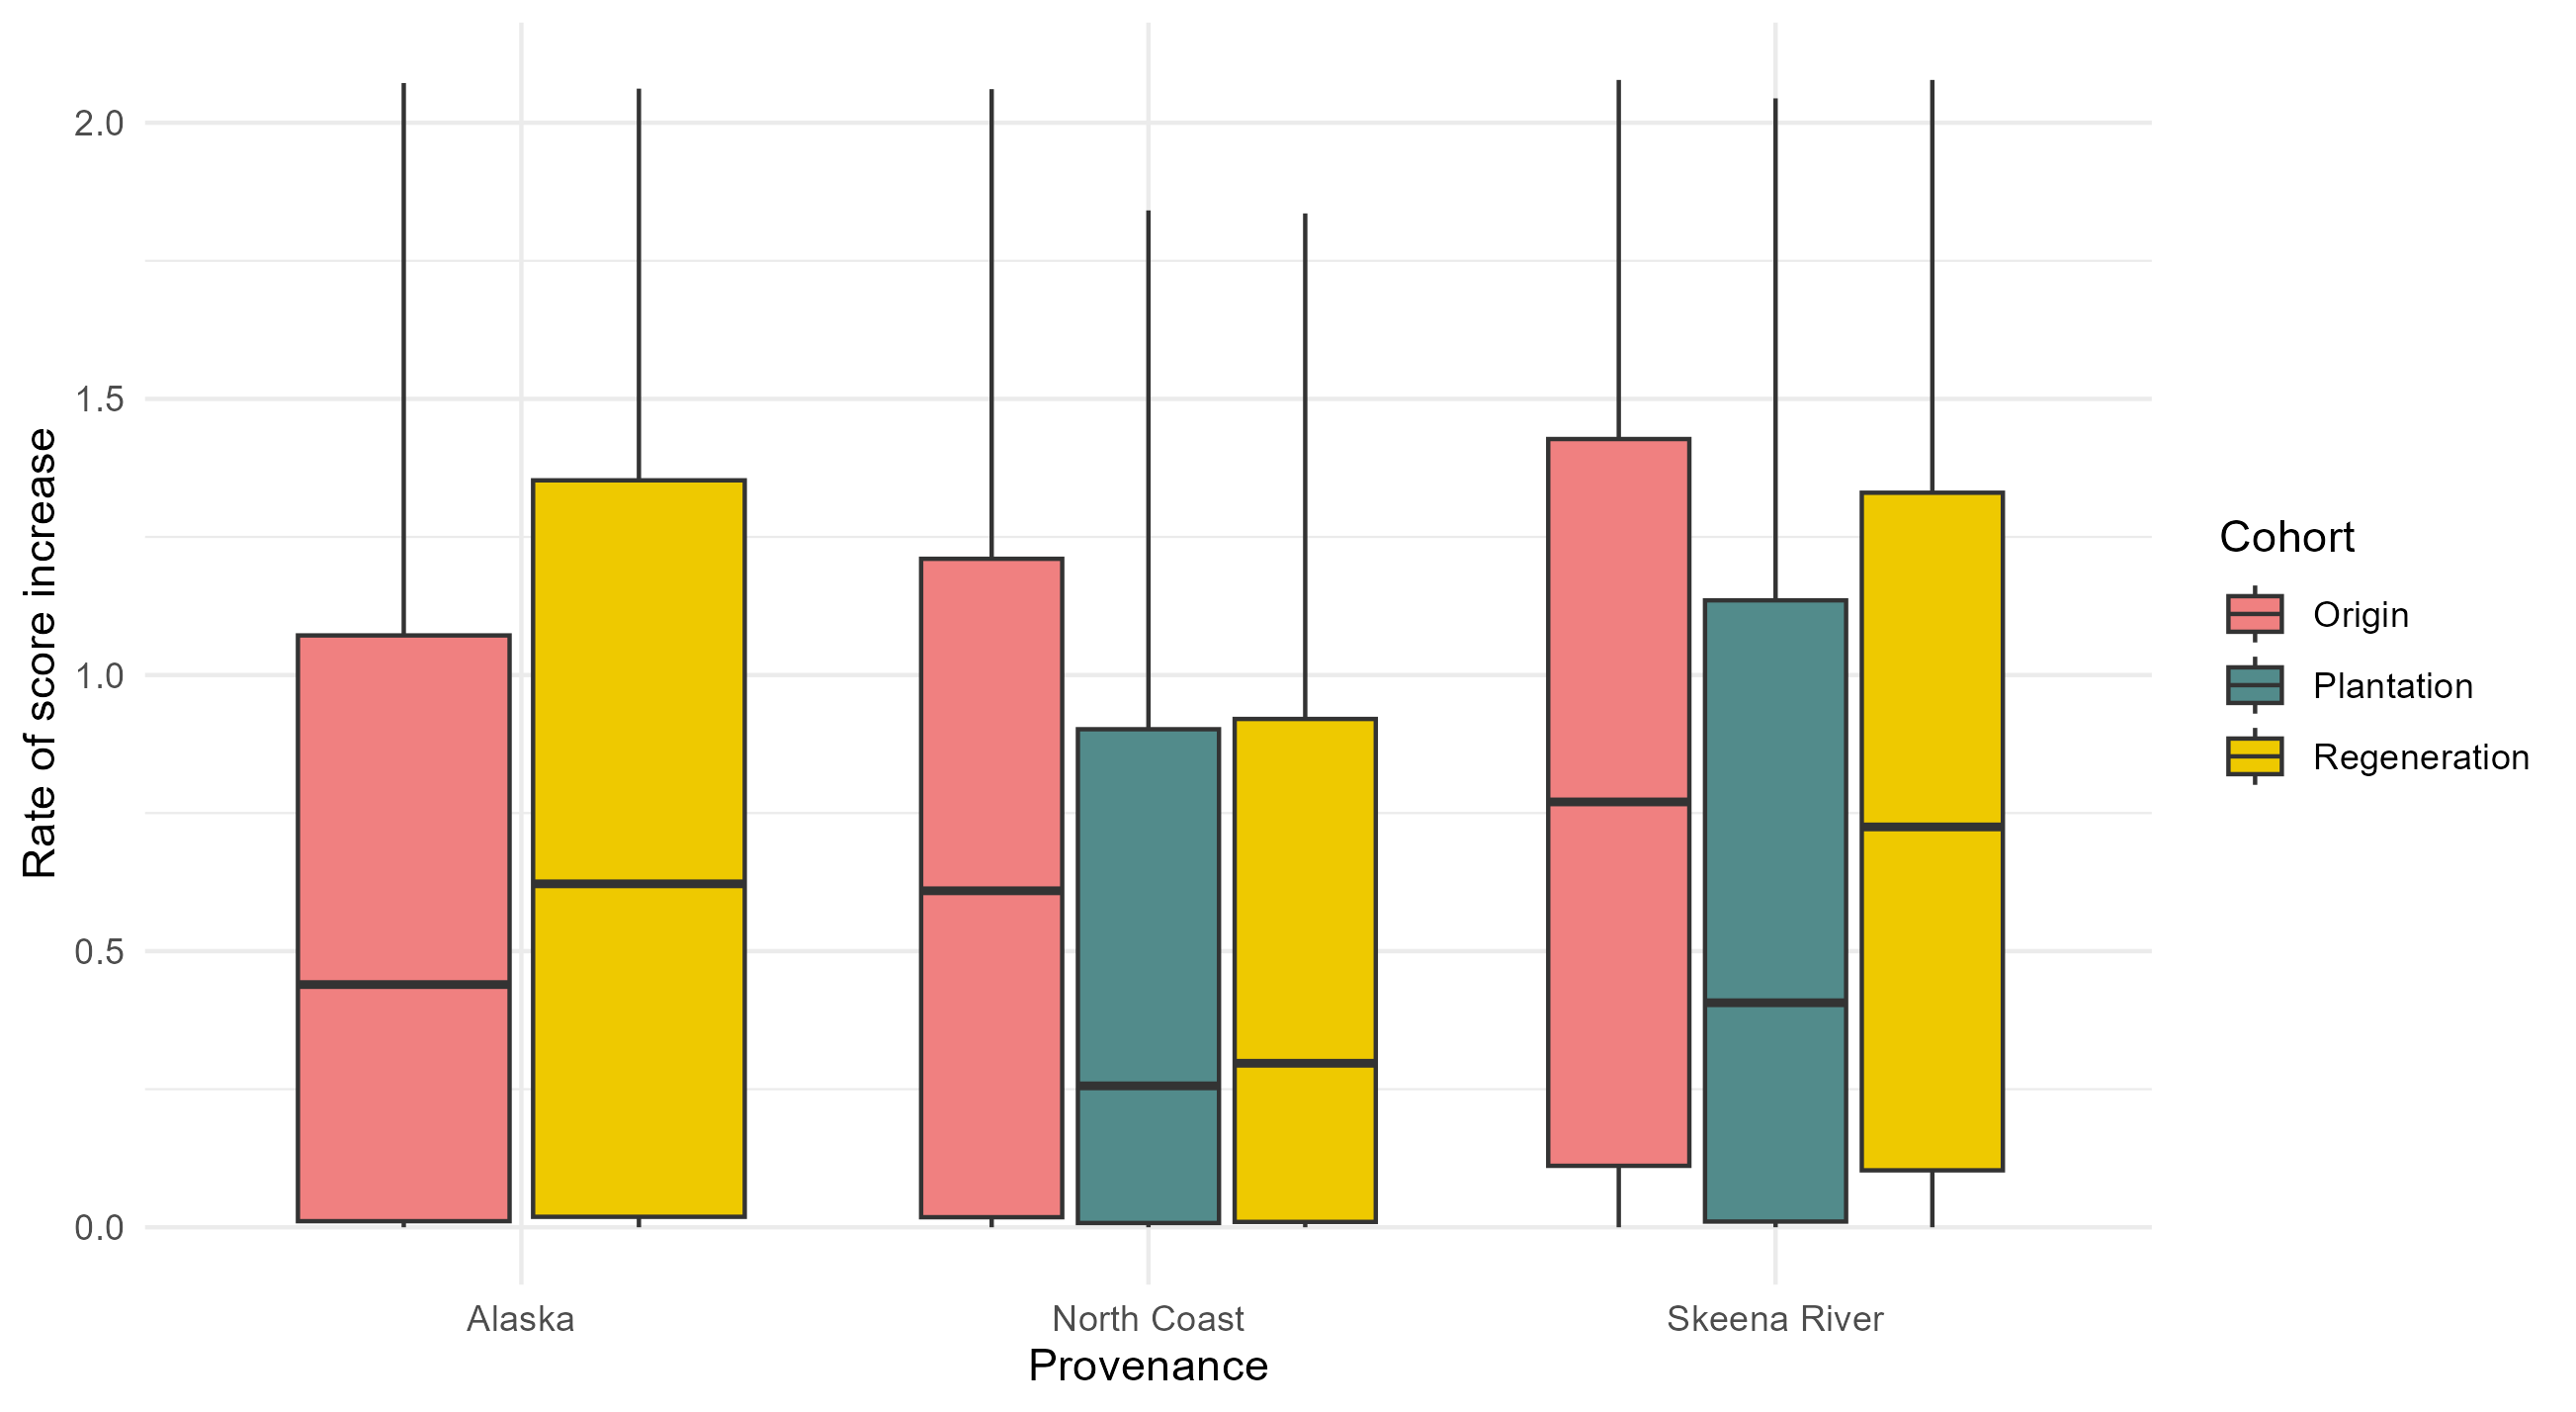 Rate of score increase
2.0
1.5
1.0
0.5
0.0
Alaska
North Coast
Skeena River
Provenance
Cohort
Origin
Plantation
Regeneration